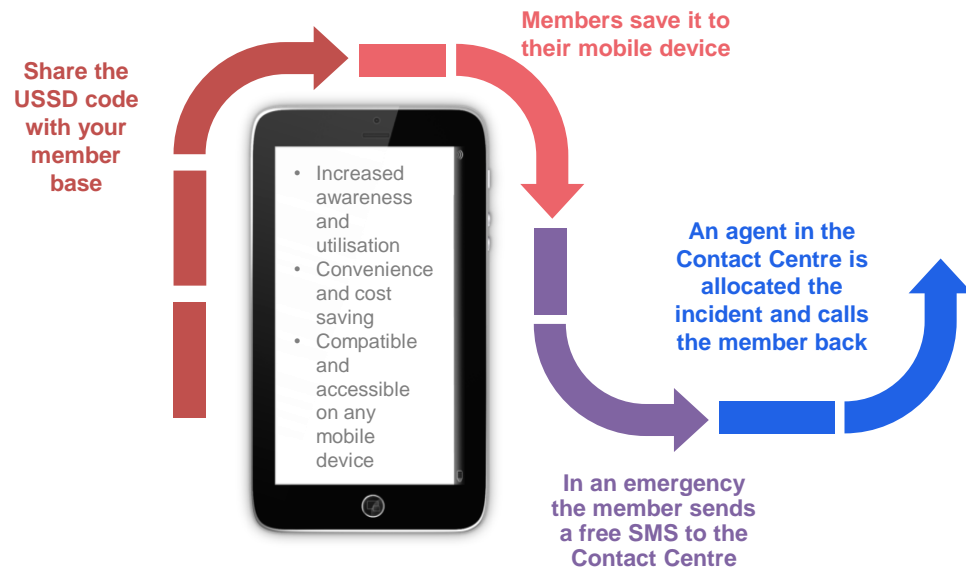 Share the
USSD code
with your
member
base
Members save it to
their mobile device
• Increased
awareness
and
utilisation
• Convenience
and cost
saving
• Compatible
and
accessible
on any
mobile
device
In an emergency
the member sends
a free SMS to the
Contact Centre
An agent in the
Contact Centre is
allocated the
incident and calls
the member back